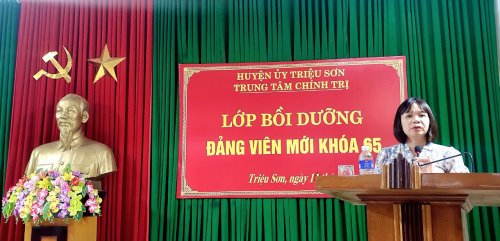 HUYỆN ỦY TRIỆU SƠN
TRUNG TÂM CHÍNH TRỊ
LỚP BỒI DƯỠNG
ĐẢNG VIÊN MỚI KHÓA 65
Triệu Sơn, ngày 11